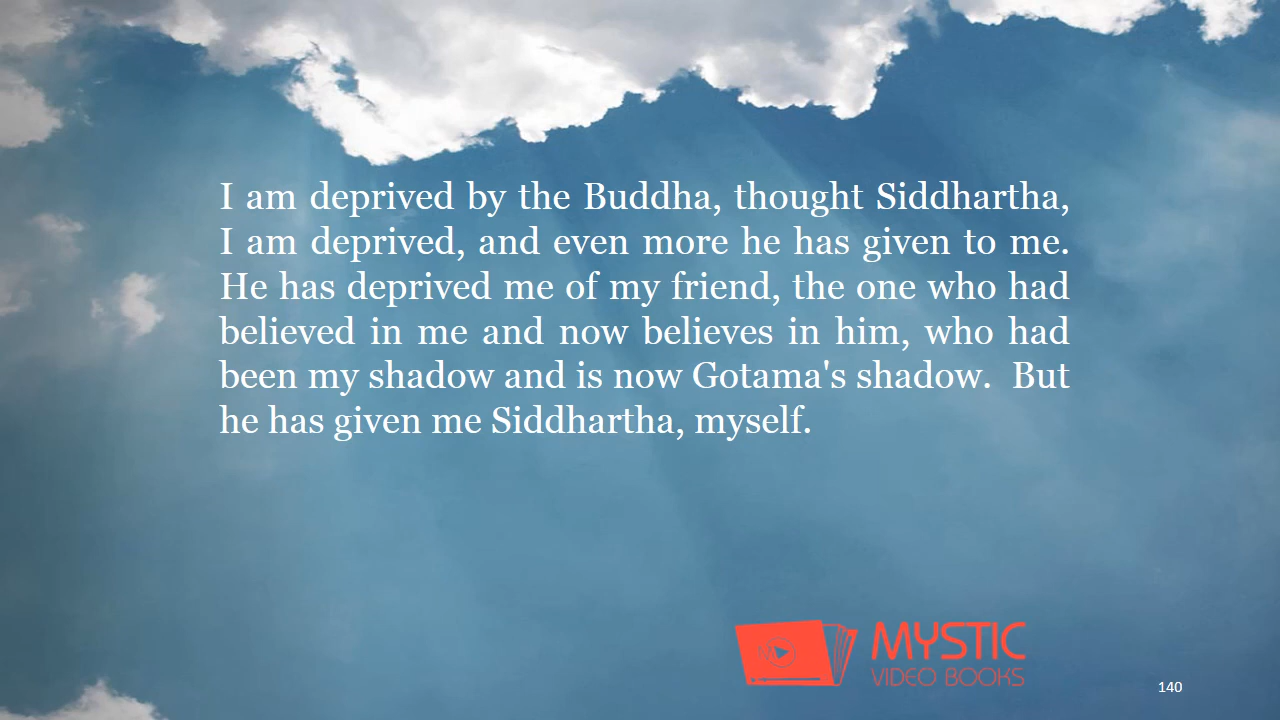 I am deprived by the Buddha, thought Siddhartha,
I am deprived, and even more he has given to me.
He has deprived me of my friend, the one who had
believed in me and now believes in him, who had
been my shadow and is now Gotama's shadow.  But
he has given me Siddhartha, myself.
MYSTIC
VIDEO BOOKS
140